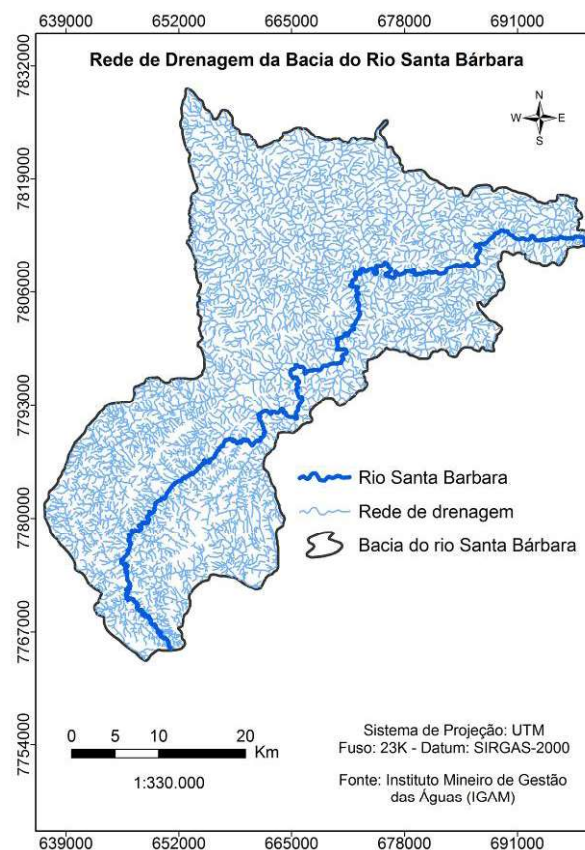 639000 652000 665000 678000 691000
Rede de Drenagem da Bacia do Rio Santa Bárbara
N
W E
S
7832000
7819000
7806000
7793000
7780000
7767000
7754000
Rio Santa Barbara
Rede de drenagem
Bacia do rio Santa Bárbara
0 5 10 20
Km
1:330.000
Sistema de Projeção: UTM
Fuso: 23K - Datum: SIRGAS-2000
Fonte: Instituto Mineiro de Gestão
das Águas (IGAM)
639000 652000 665000 678000 691000